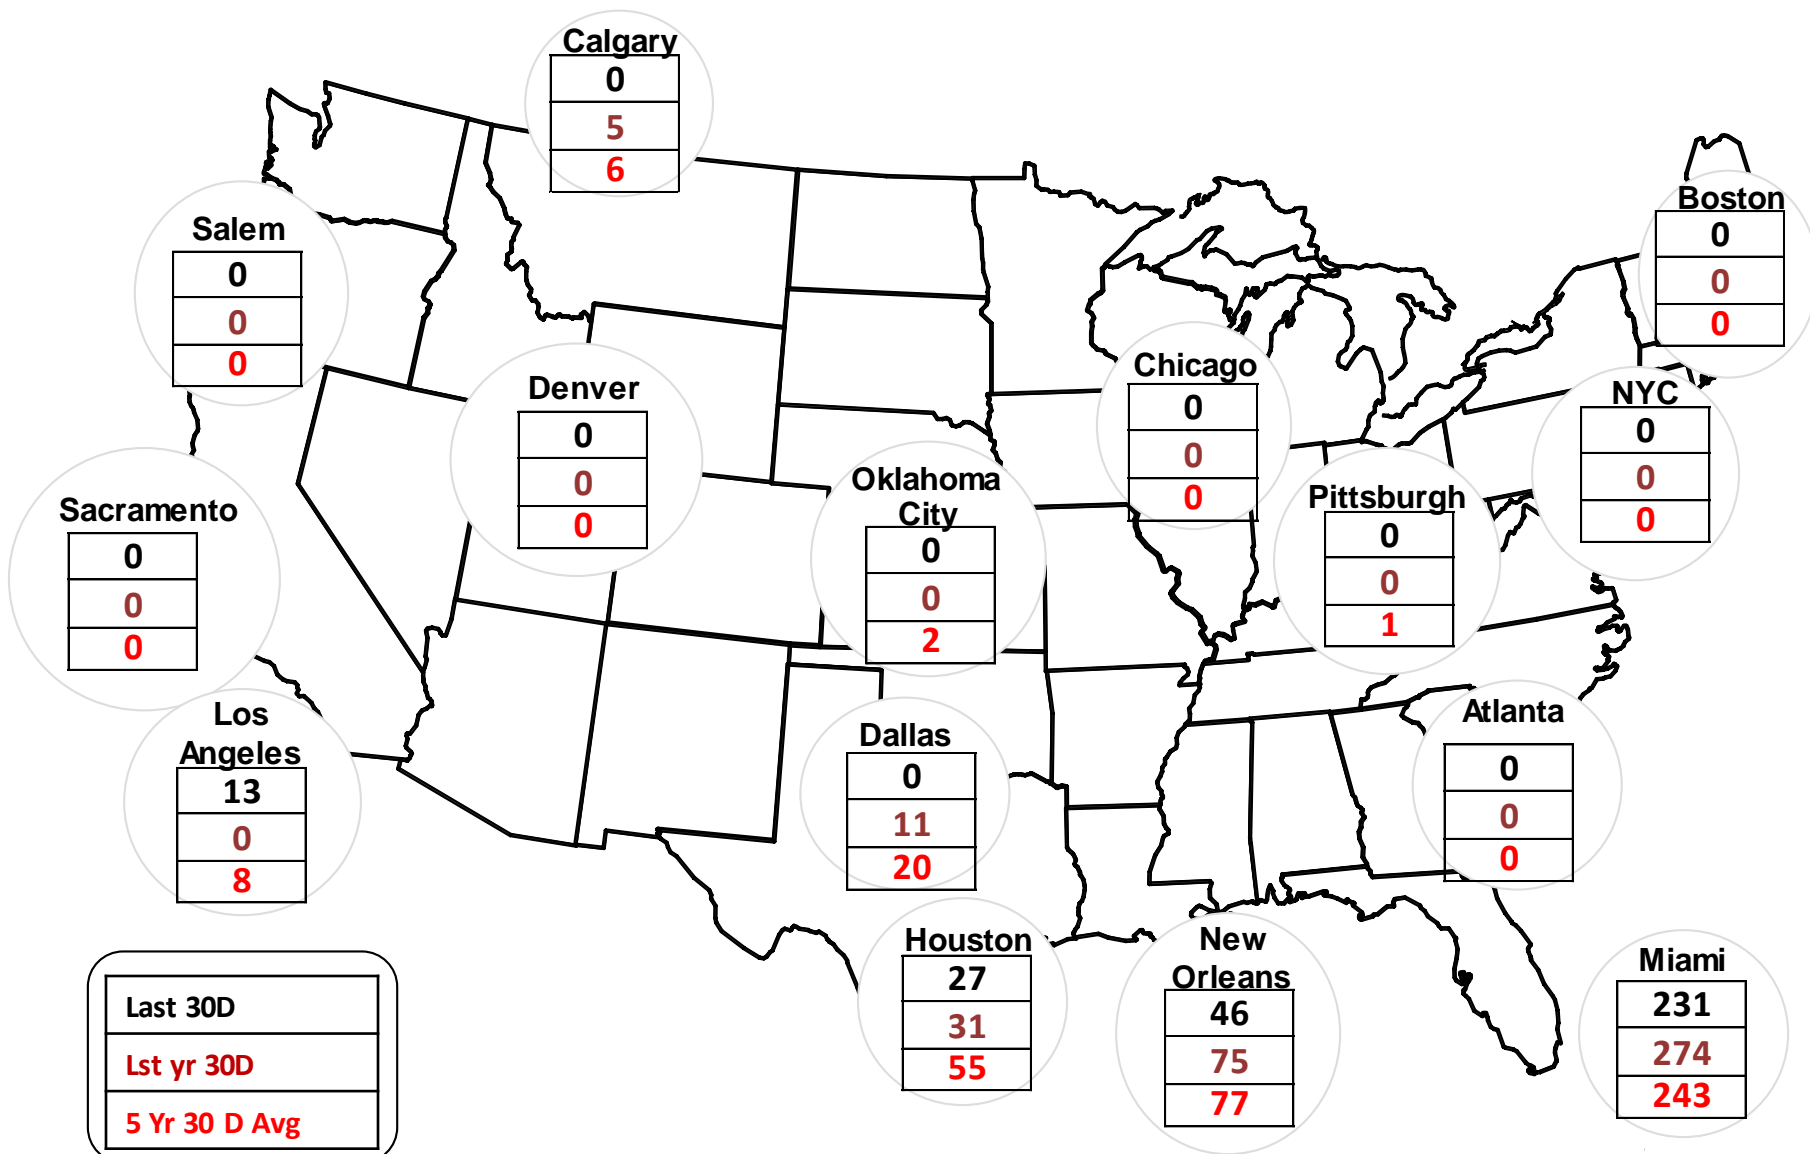 Calgary
0
5
6
Boston
0
0
0
Salem
0
0
0
Denver
0
0
0
Chicago
0
0
0
NYC
0
0
0
Oklahoma
City
0
0
2
Pittsburgh
0
0
1
Sacramento
0
0
0
Los
Angeles
13
0
8
Dallas
0
11
20
Atlanta
0
0
0
Houston
27
31
55
New
Orleans
46
75
77
Miami
231
274
243
Last 30D
Lst yr 30D
5 Yr 30 D Avg